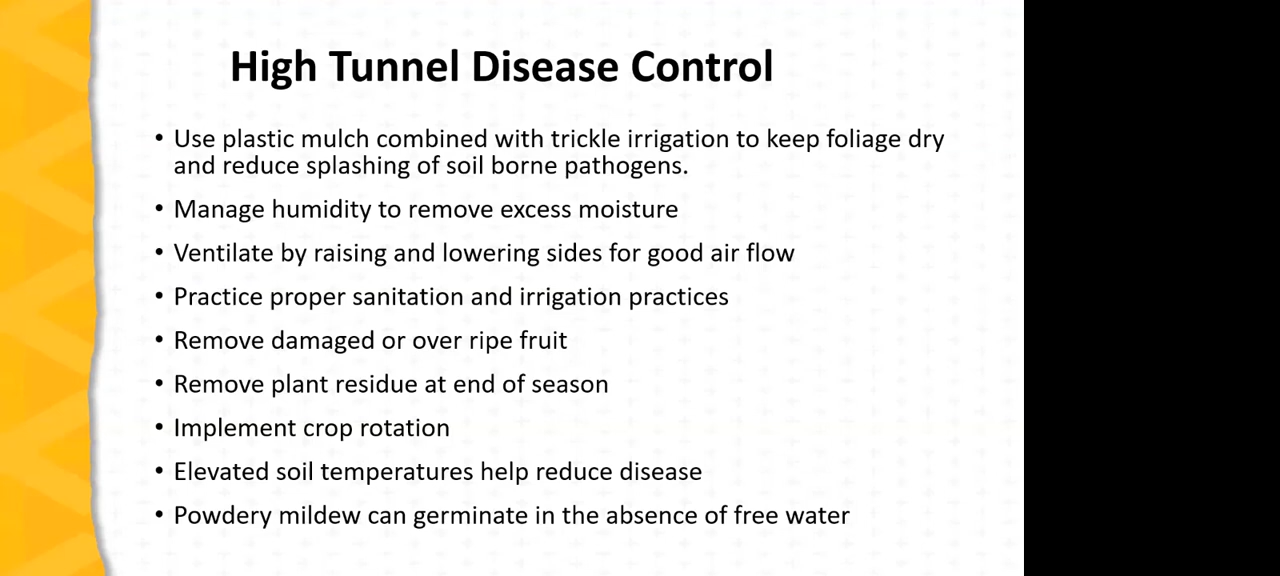 High Tunnel Disease Control
• Use plastic mulch combined with trickle irrigation to keep foliage dry
and reduce splashing of soil borne pathogens.
• Manage humidity to remove excess moisture
• Ventilate by raising and lowering sides for good air flow
• Practice proper sanitation and irrigation practices
• Remove damaged or over ripe fruit
• Remove plant residue at end of season
• Implement crop rotation
• Elevated soil temperatures help reduce disease
• Powdery mildew can germinate in the absence of free water